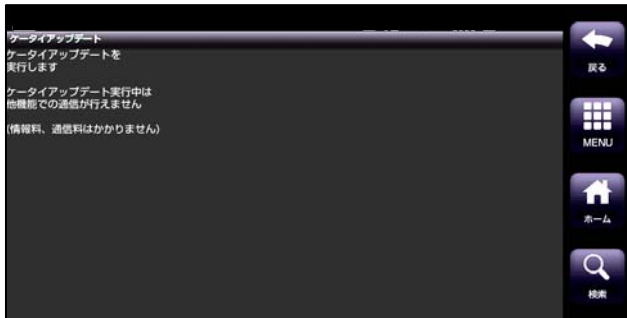 ケータイアップデート
ケータイアップデートを
実行します
ケータイアップデート実行中は
他機能での通信が行えません
(情報料、通信料はかかりません)
戻る
MENU
ホーム
検索